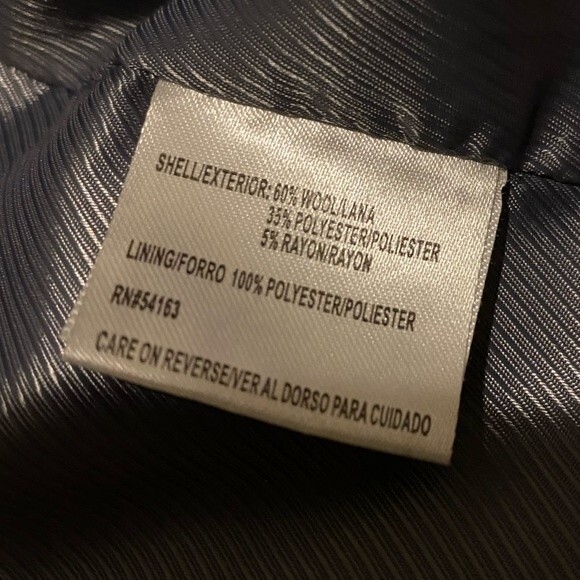 SHELL/EXTERIOR: 60% WOOL/LANA
35% POLYESTER/POLIESTER
5% RAYON/RAYON
LINING/FORRO 100% POLYESTER/POLIESTER
RN#54163
CARE ON REVERSE/VER AL DORSO PARA CUIDADO